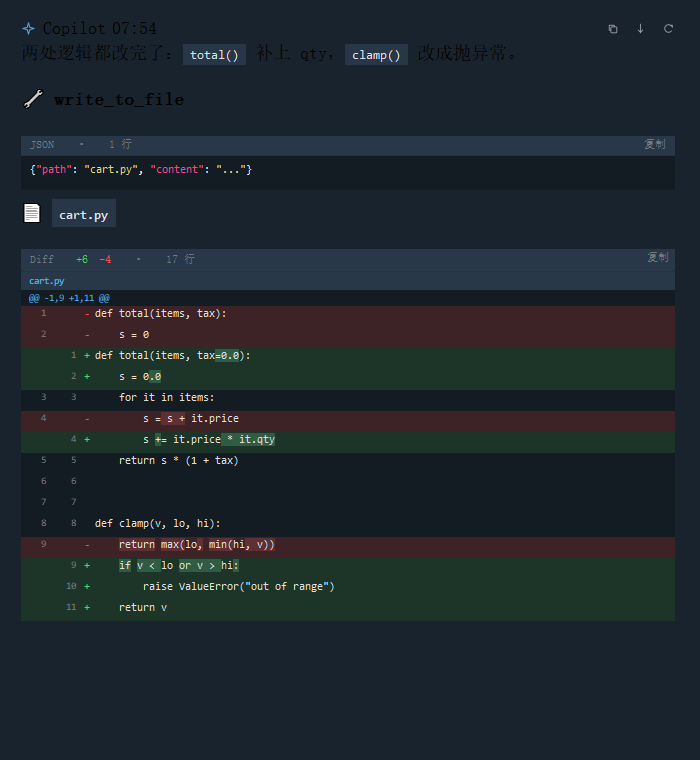 Copilot 07:54
两处逻辑都改完了: total() 补上 qty, clamp() 改成抛异常。
write_to_file
JSON • 1 行 复制
{"path": "cart.py", "content": "..."}
cart.py
Diff +6 -4 • 17 行 复制
cart.py
@@ -1,9 +1,11 @@
1 - def total(items, tax):
2 - s = 0
1 + def total(items, tax=0.0):
2 + s = 0.0
3 3 for it in items:
4 - s = s + it.price
4 + s += it.price * it.qty
5 5 return s * (1 + tax)
6 6
7 7
8 8 def clamp(v, lo, hi):
9 - return max(lo, min(hi, v))
9 + if v < lo or v > hi:
10 + raise ValueError("out of range")
11 + return v